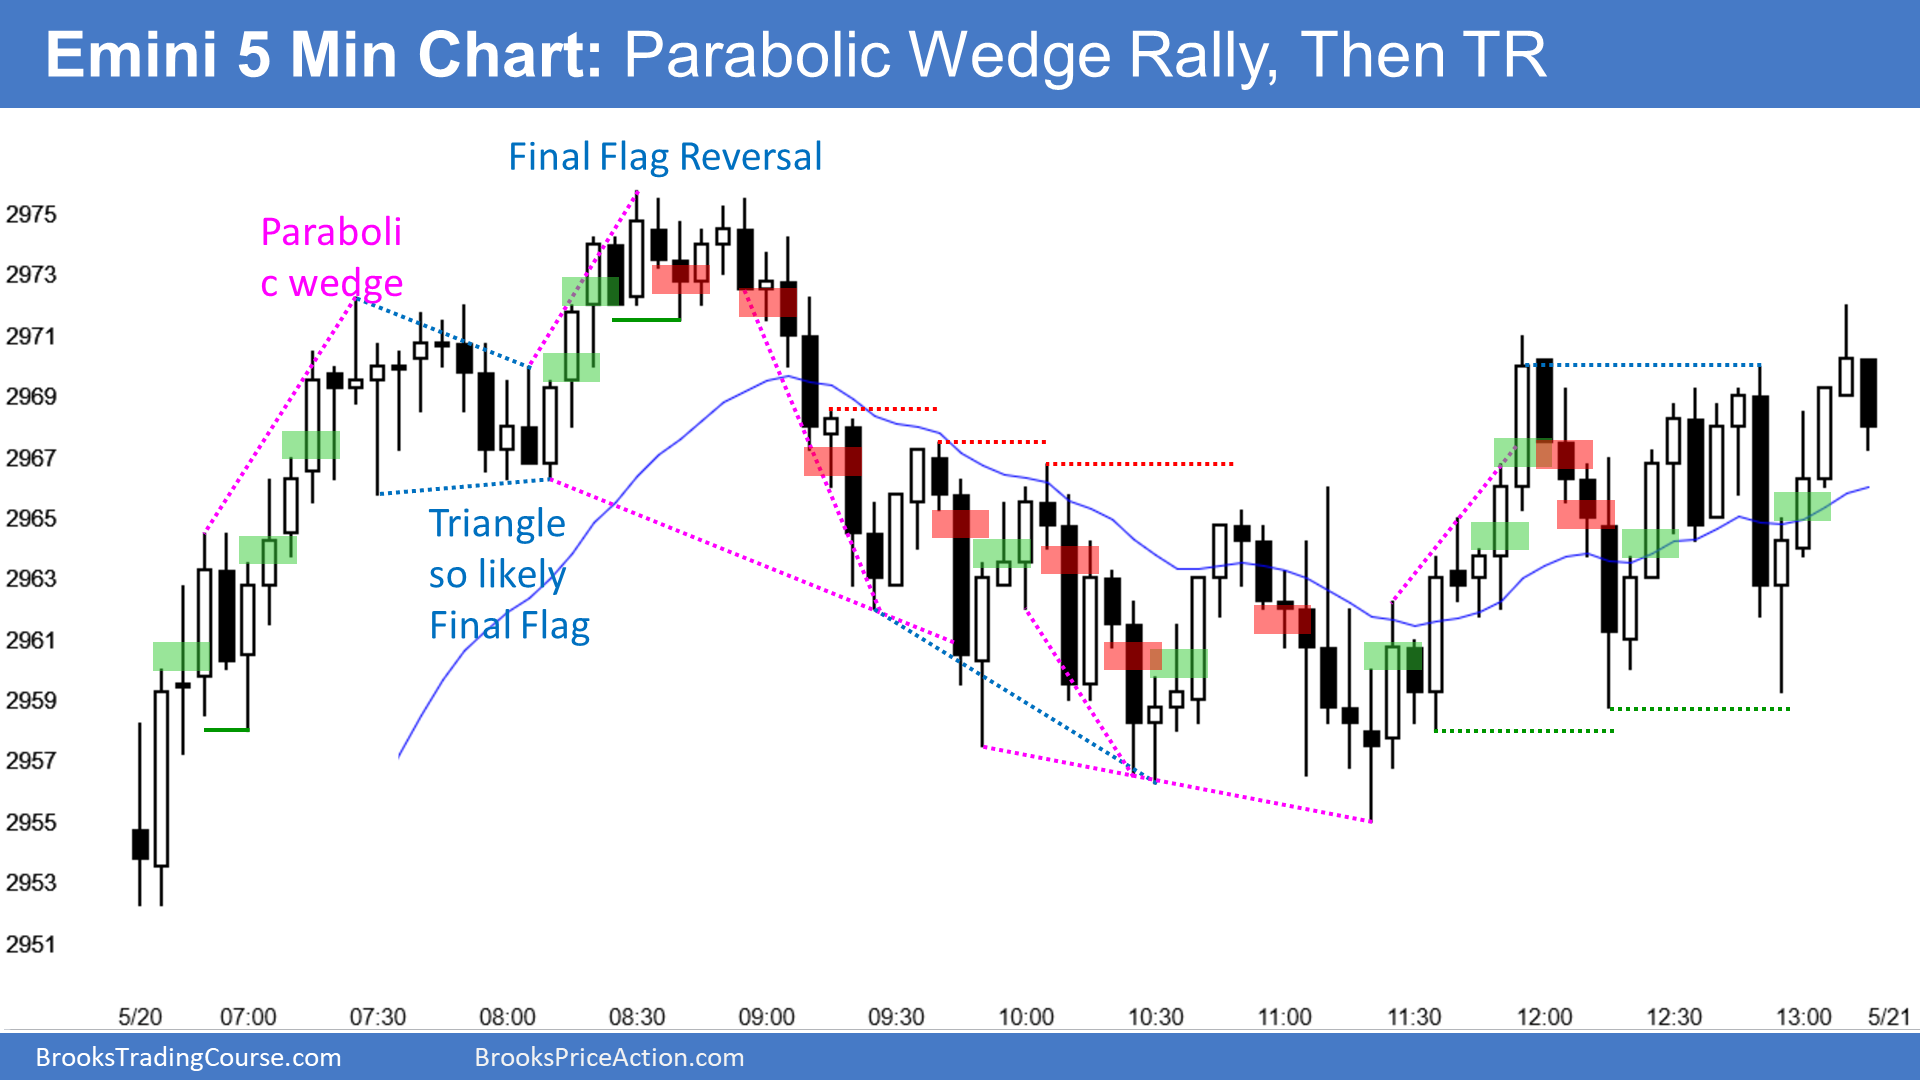 Emini 5 Min Chart: Parabolic Wedge Rally, Then TR
Final Flag Reversal
Paraboli
c wedge
Triangle
so likely
Final Flag
2975
2973
2971
2969
2967
2965
2963
2961
2959
2957
2955
2953
2951
5/20 07:00 07:30 08:00 08:30 09:00 09:30 10:00 10:30 11:00 11:30 12:00 12:30 13:00 5/21
BrooksTradingCourse.com BrooksPriceAction.com